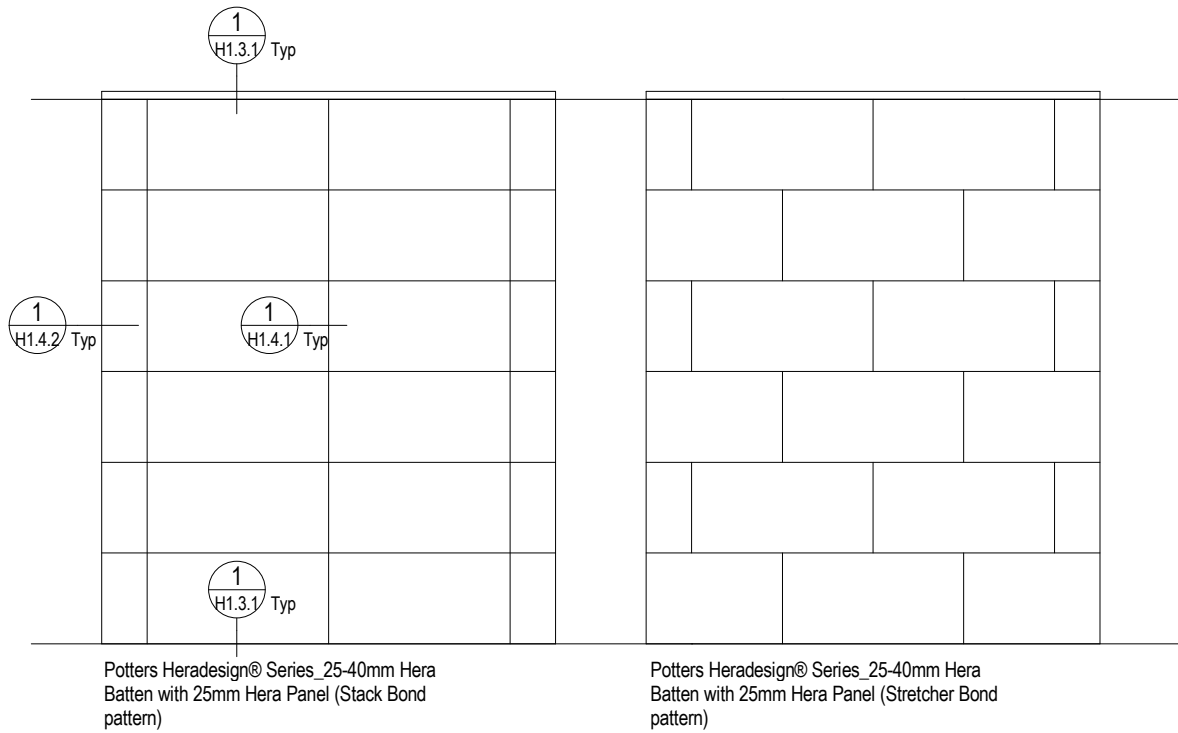 1
H1.3.1 Typ
1
H1.4.2 Typ
1
H1.4.1 Typ
1
H1.3.1 Typ
Potters Heradesign® Series_25-40mm Hera
Batten with 25mm Hera Panel (Stack Bond
pattern)
Potters Heradesign® Series_25-40mm Hera
Batten with 25mm Hera Panel (Stretcher Bond
pattern)